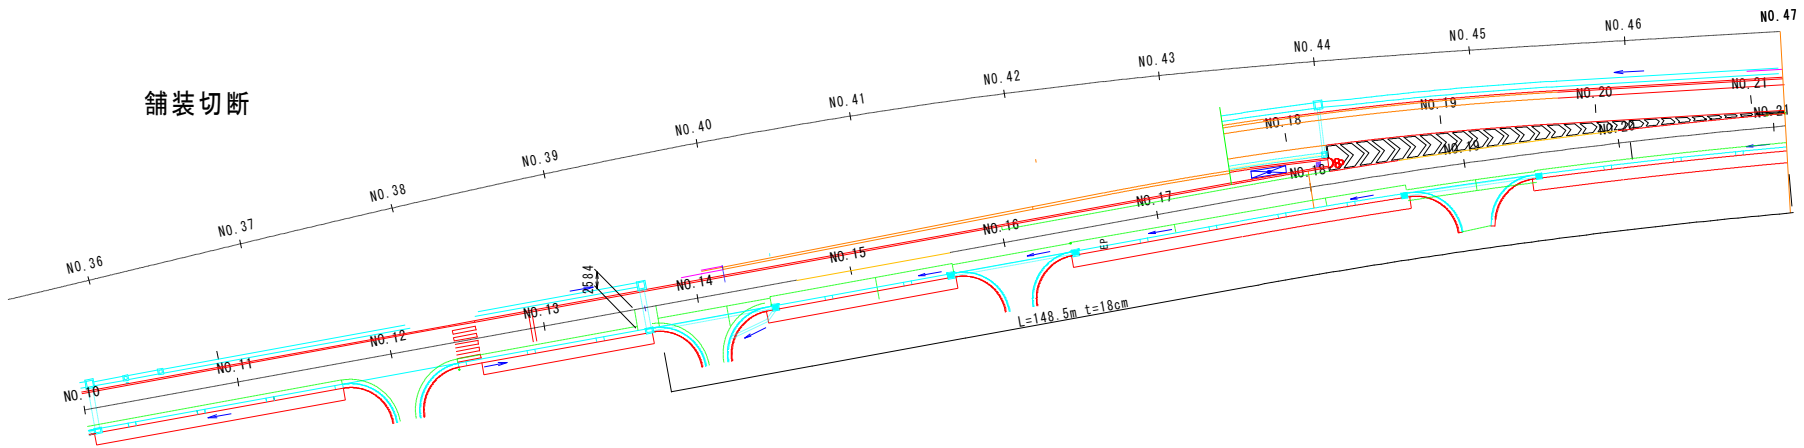 舗装切断
NO.36
NO.37
NO.38
NO.39
NO.40
NO.41
NO.42
NO.43
NO.44
NO.45
NO.46
NO.47
NO.18
NO.19
NO.20
NO.21
NO.10
NO.11
NO.12
NO.13
NO.14
NO.15
NO.16
NO.17
NO.18
NO.19
NO.20
NO.21
2584
EP
L=148.5m t=18cm